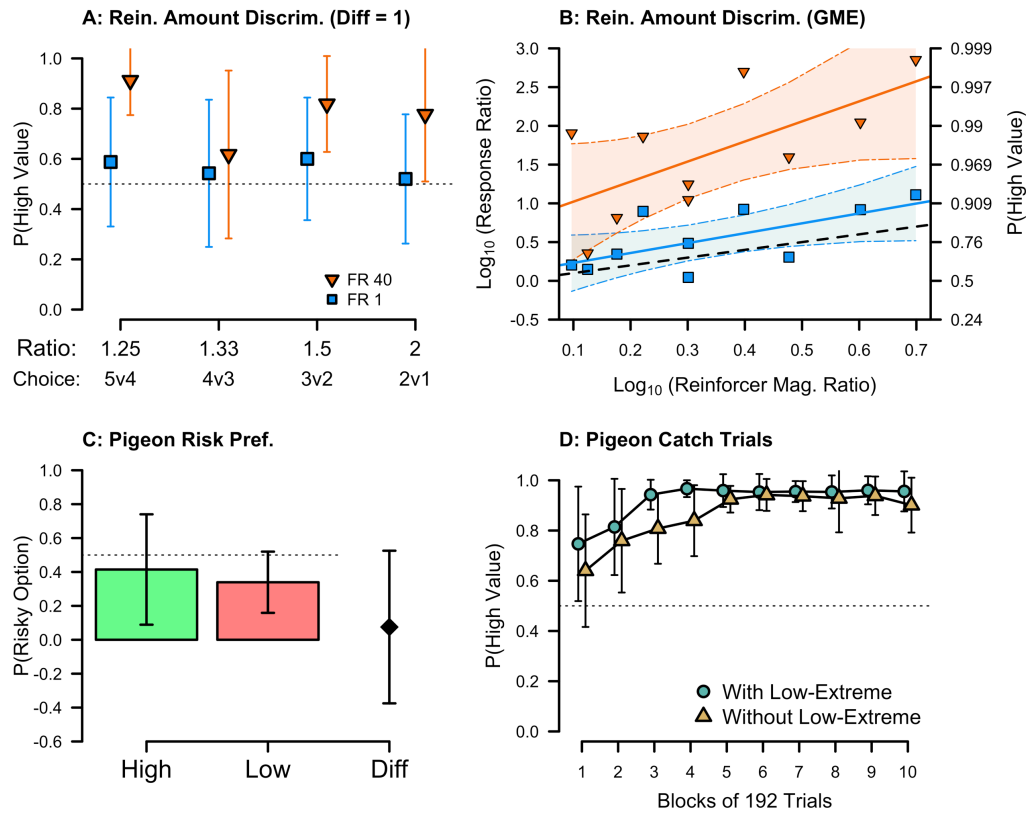 A: Rein. Amount Discrim. (Diff = 1)
P(High Value)
1.0
0.8
0.6
0.4
0.2
0.0
FR 40
FR 1
Ratio: 1.25 1.33 1.5 2
Choice: 5v4 4v3 3v2 2v1
B: Rein. Amount Discrim. (GME)
Log10 (Response Ratio)
3.0
2.5
2.0
1.5
1.0
0.5
0.0
-0.5
0.999
0.997
0.99
0.969
0.909
0.76
0.5
0.24
P(High Value)
0.1 0.2 0.3 0.4 0.5 0.6 0.7
Log10 (Reinforcer Mag. Ratio)
C: Pigeon Risk Pref.
P(Risky Option)
1.0
0.8
0.6
0.4
0.2
0.0
-0.2
-0.4
-0.6
High Low Diff
D: Pigeon Catch Trials
P(High Value)
1.0
0.8
0.6
0.4
0.2
0.0
With Low-Extreme
Without Low-Extreme
1 2 3 4 5 6 7 8 9 10
Blocks of 192 Trials